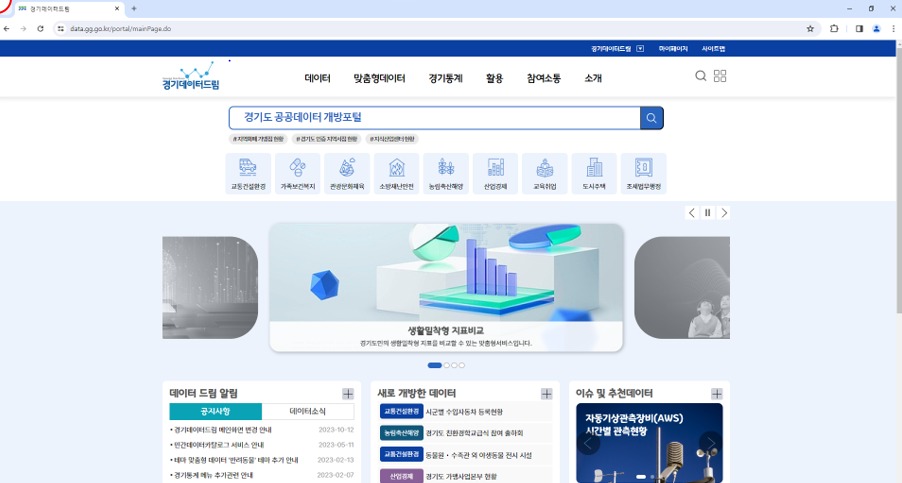 경기데이터드림
data.gg.go.kr/portal/mainPage.do
경기데이터드림 마이페이지 사이트맵
경기데이터드림
데이터 맞춤형데이터 경기통계 활용 참여소통 소개
경기도 공공데이터 개방포털
# 지역화폐 가맹점 현황 # 경기도 인증 지역서점 현황 # 지식산업센터 현황
교통건설환경 가족보건복지 관광문화체육 소방재난안전 농림축산해양 산업경제 교육취업 도시주택 조세법무행정
생활밀착형 지표비교
경기도민의 생활밀착형 지표를 비교할 수 있는 맞춤형서비스입니다.
데이터 드림 알림
공지사항 데이터소식
• 경기데이터드림 메인화면 변경 안내 2023-10-12
• 민간데이터카탈로그 서비스 안내 2023-05-11
• 테마 맞춤형 데이터 '반려동물' 테마 추가 안내 2023-02-13
• 경기통계 메뉴 추가관련 안내 2023-02-07
새로 개방한 데이터
교통건설환경 시군별 수입자동차 등록현황
농림축산해양 경기도 친환경학교급식 참여 출하회
교통건설환경 동물원・수족관 외 야생동물 전시 시설
산업경제 경기도 가맹사업본부 현황
이슈 및 추천데이터
자동기상관측장비(AWS)
시간별 관측현황